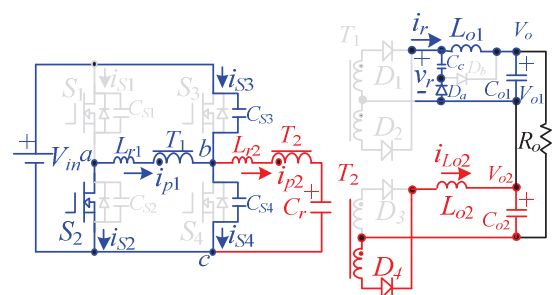 T1
ir
Lo1
Vo
iS1
iS3
S1
CS1
S3
CS3
D1
vr
+
-
Cc
Db
Da
Co1
+
Vo1
+
Vin
a
Lr1
T1
b
Lr2
T2
ip1
ip2
D2
Ro
T2
iLo2
Vo2
S2
CS2
S4
CS4
+
Cr
D3
Lo2
+
Co2
iS2
iS4
c
D4